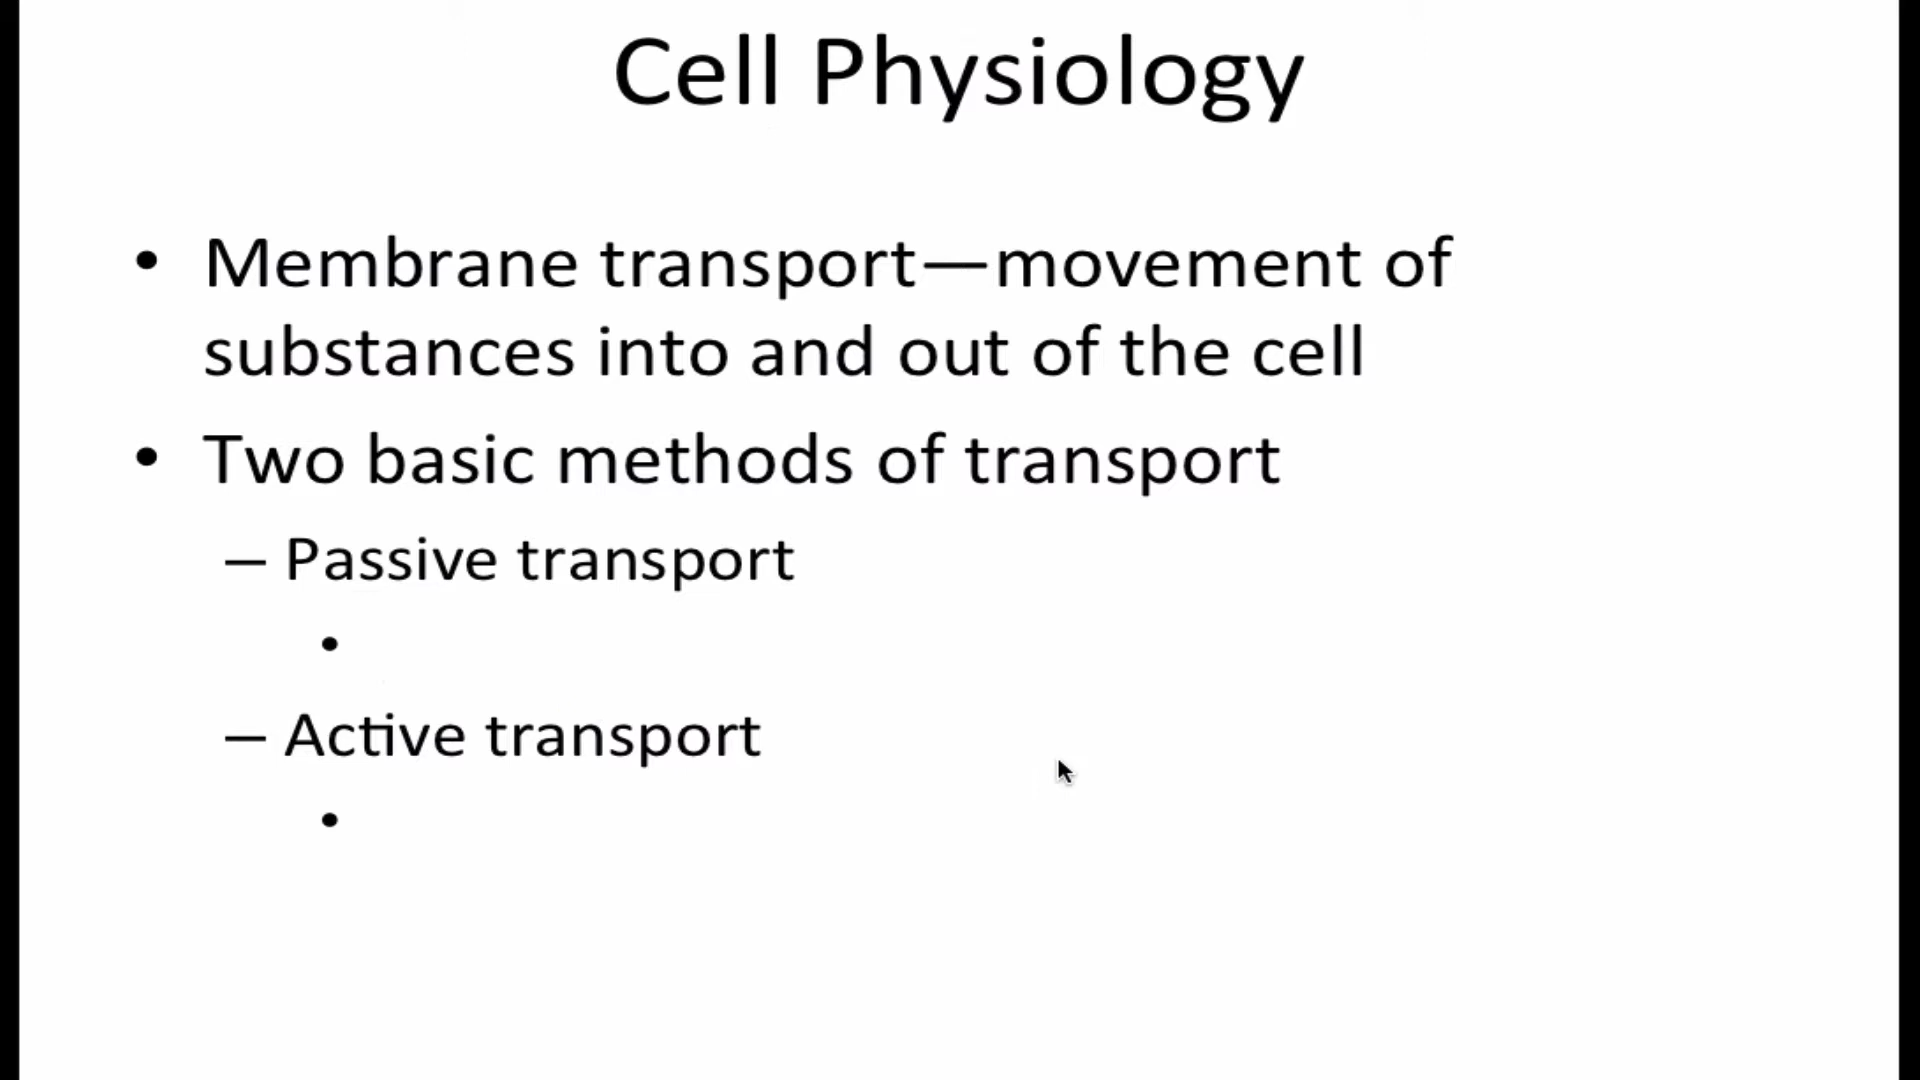 Cell Physiology
• Membrane transport—movement of
substances into and out of the cell
• Two basic methods of transport
– Passive transport
•
– Active transport
•